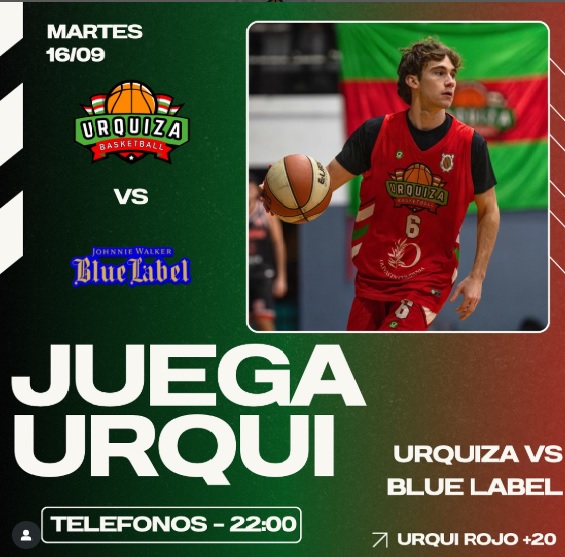 MARTES
16/09
URQUIZA
BASKETBALL
VS
JOHNNIE WALKER
Blue Label
URQUIZA
BASKETBALL
6
6
JUEGA
URQUI
URQUIZA VS
BLUE LABEL
TELEFONOS - 22:00
URQUI ROJO +20